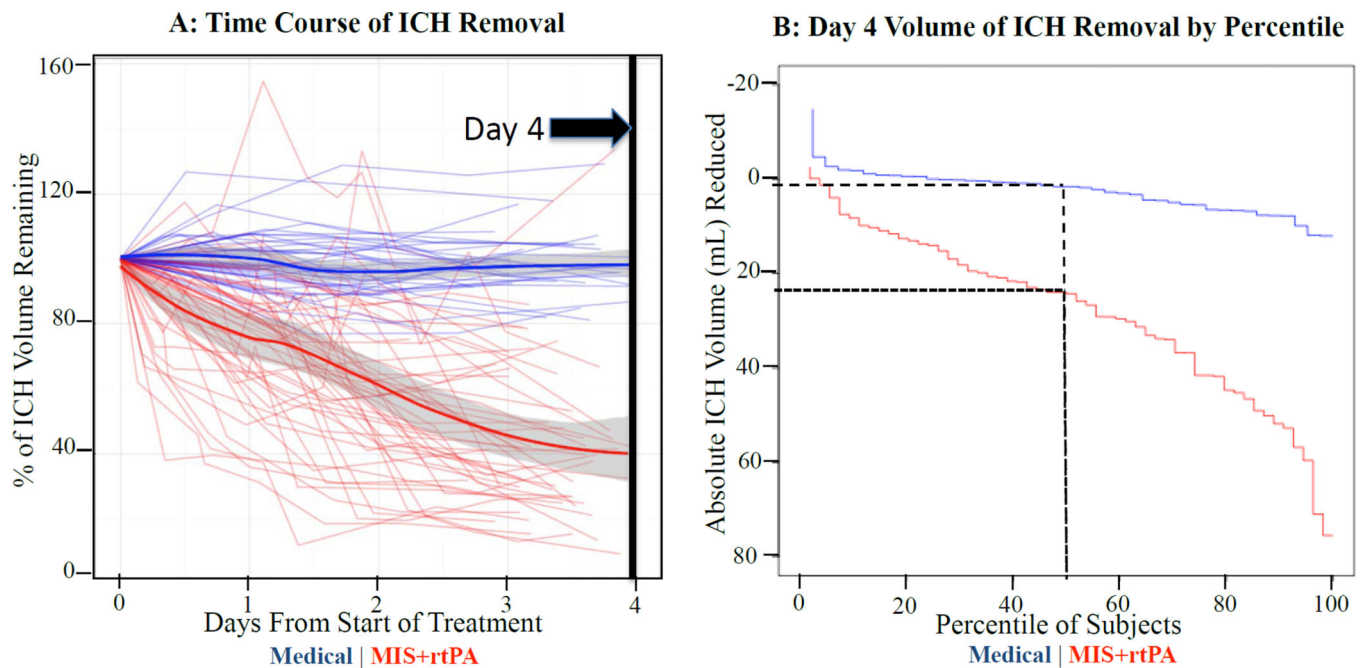 A: Time Course of ICH Removal
160
120
80
40
0
% of ICH Volume Remaining
Day 4
0 1 2 3 4
Days From Start of Treatment
Medical | MIS+rtPA
B: Day 4 Volume of ICH Removal by Percentile
-20
0
20
40
60
80
Absolute ICH Volume (mL) Reduced
0 20 40 60 80 100
Percentile of Subjects
Medical | MIS+rtPA